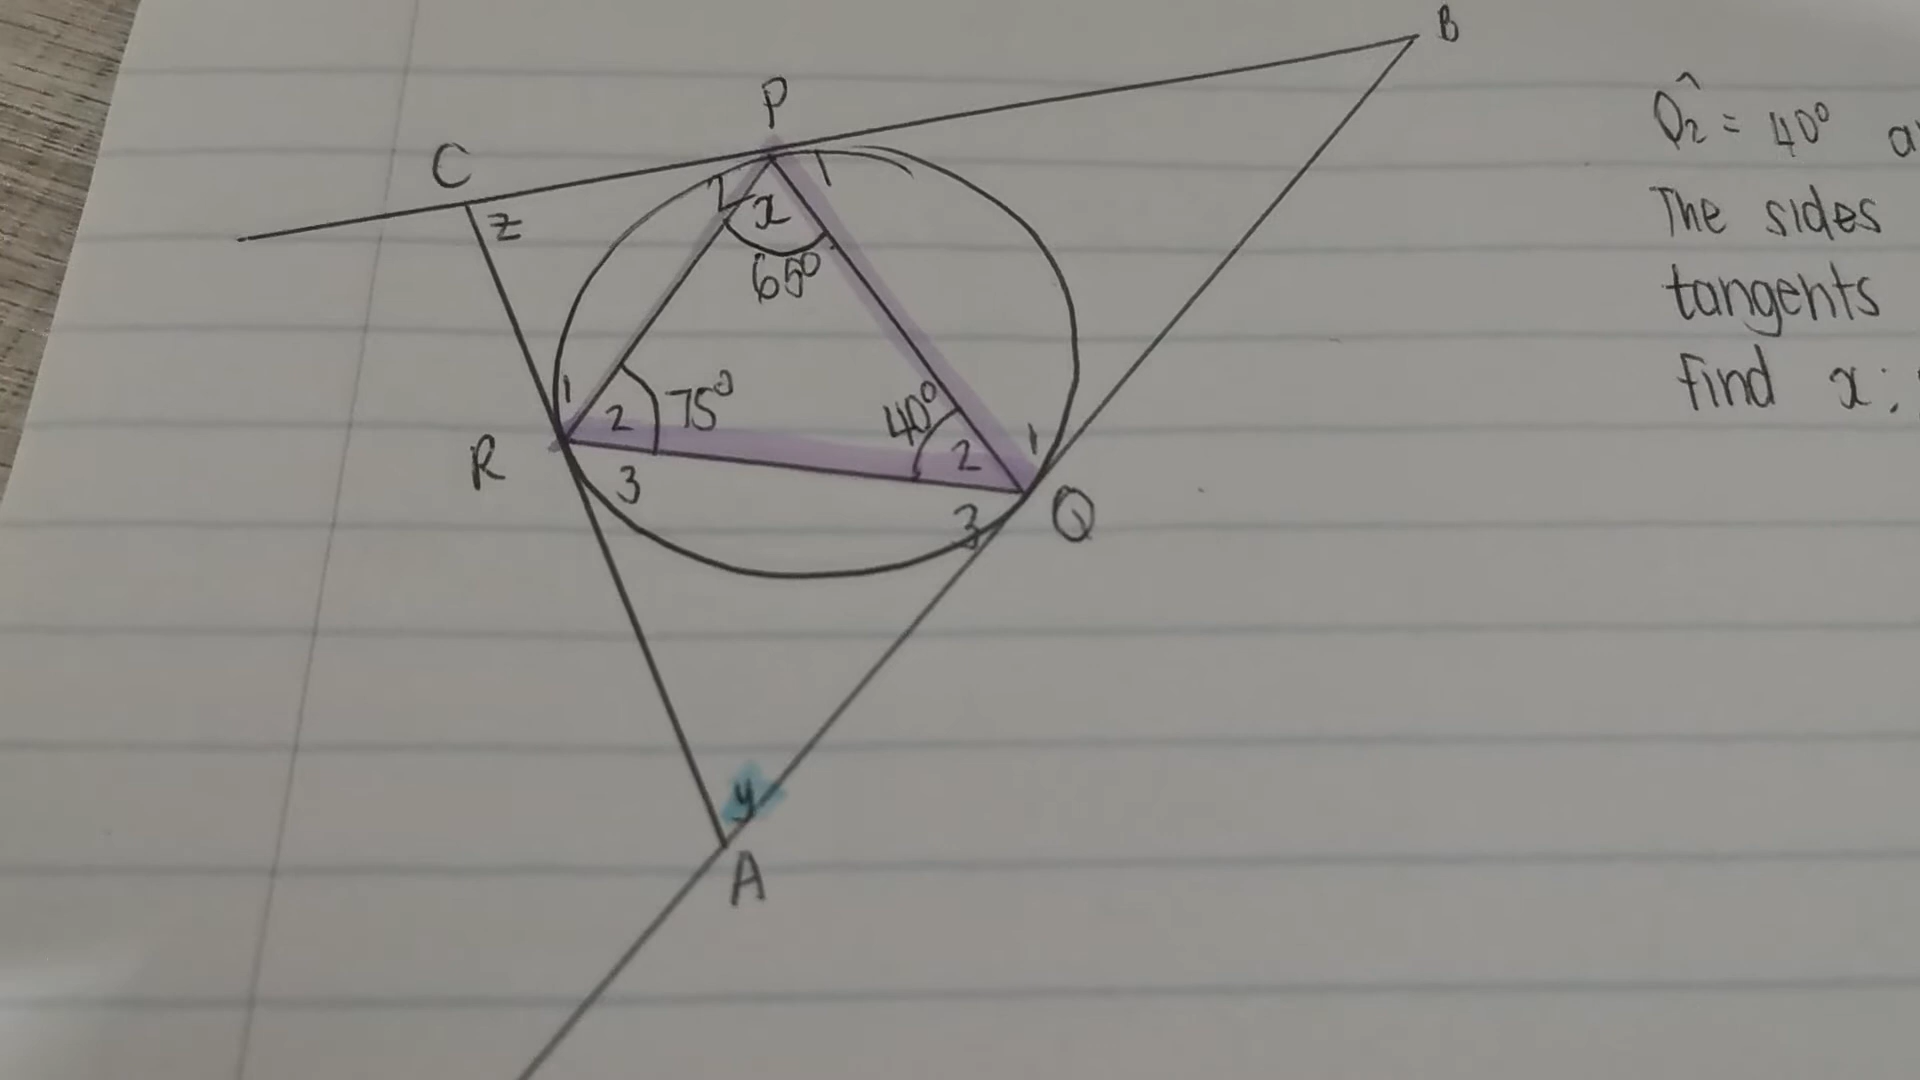 B
P
C
z
2
1
x
65°
1
2
75°
40°
2
1
R
3
3
Q
y
A
Q̂2 = 40°
The sides
tangents
Find x;